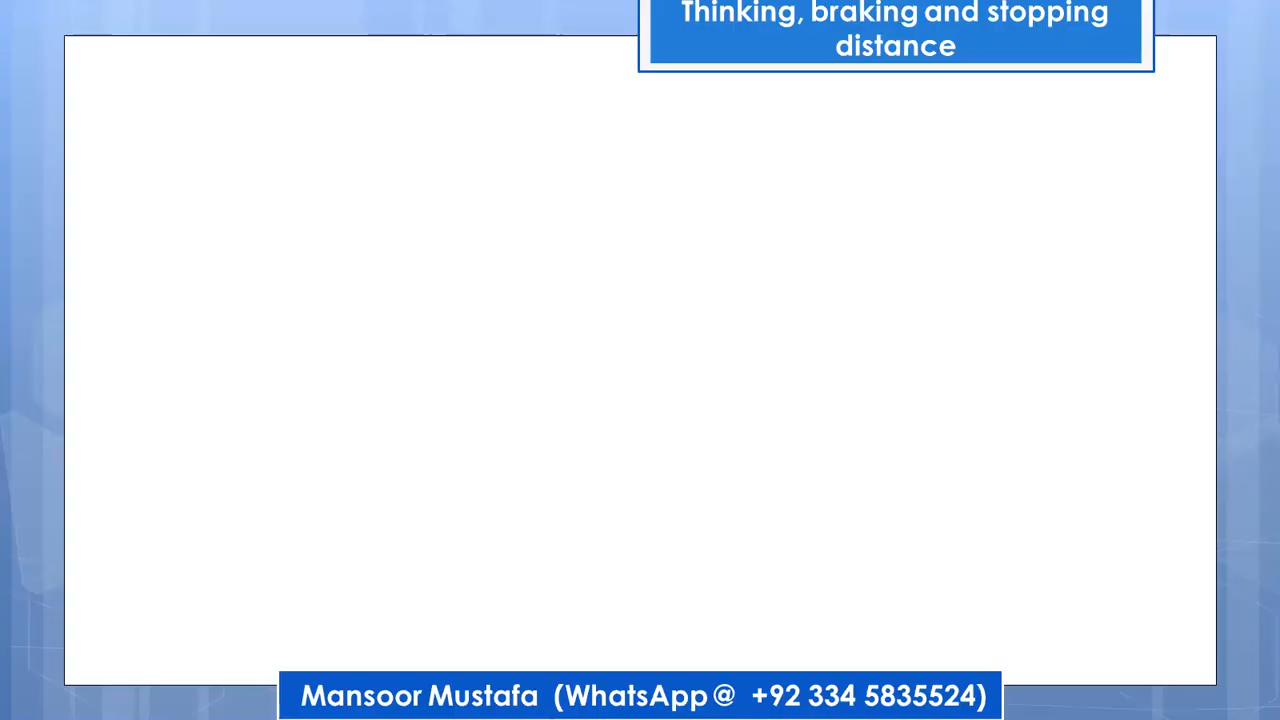 Thinking, braking and stopping
distance
Mansoor Mustafa (WhatsApp@ +92 334 5835524)